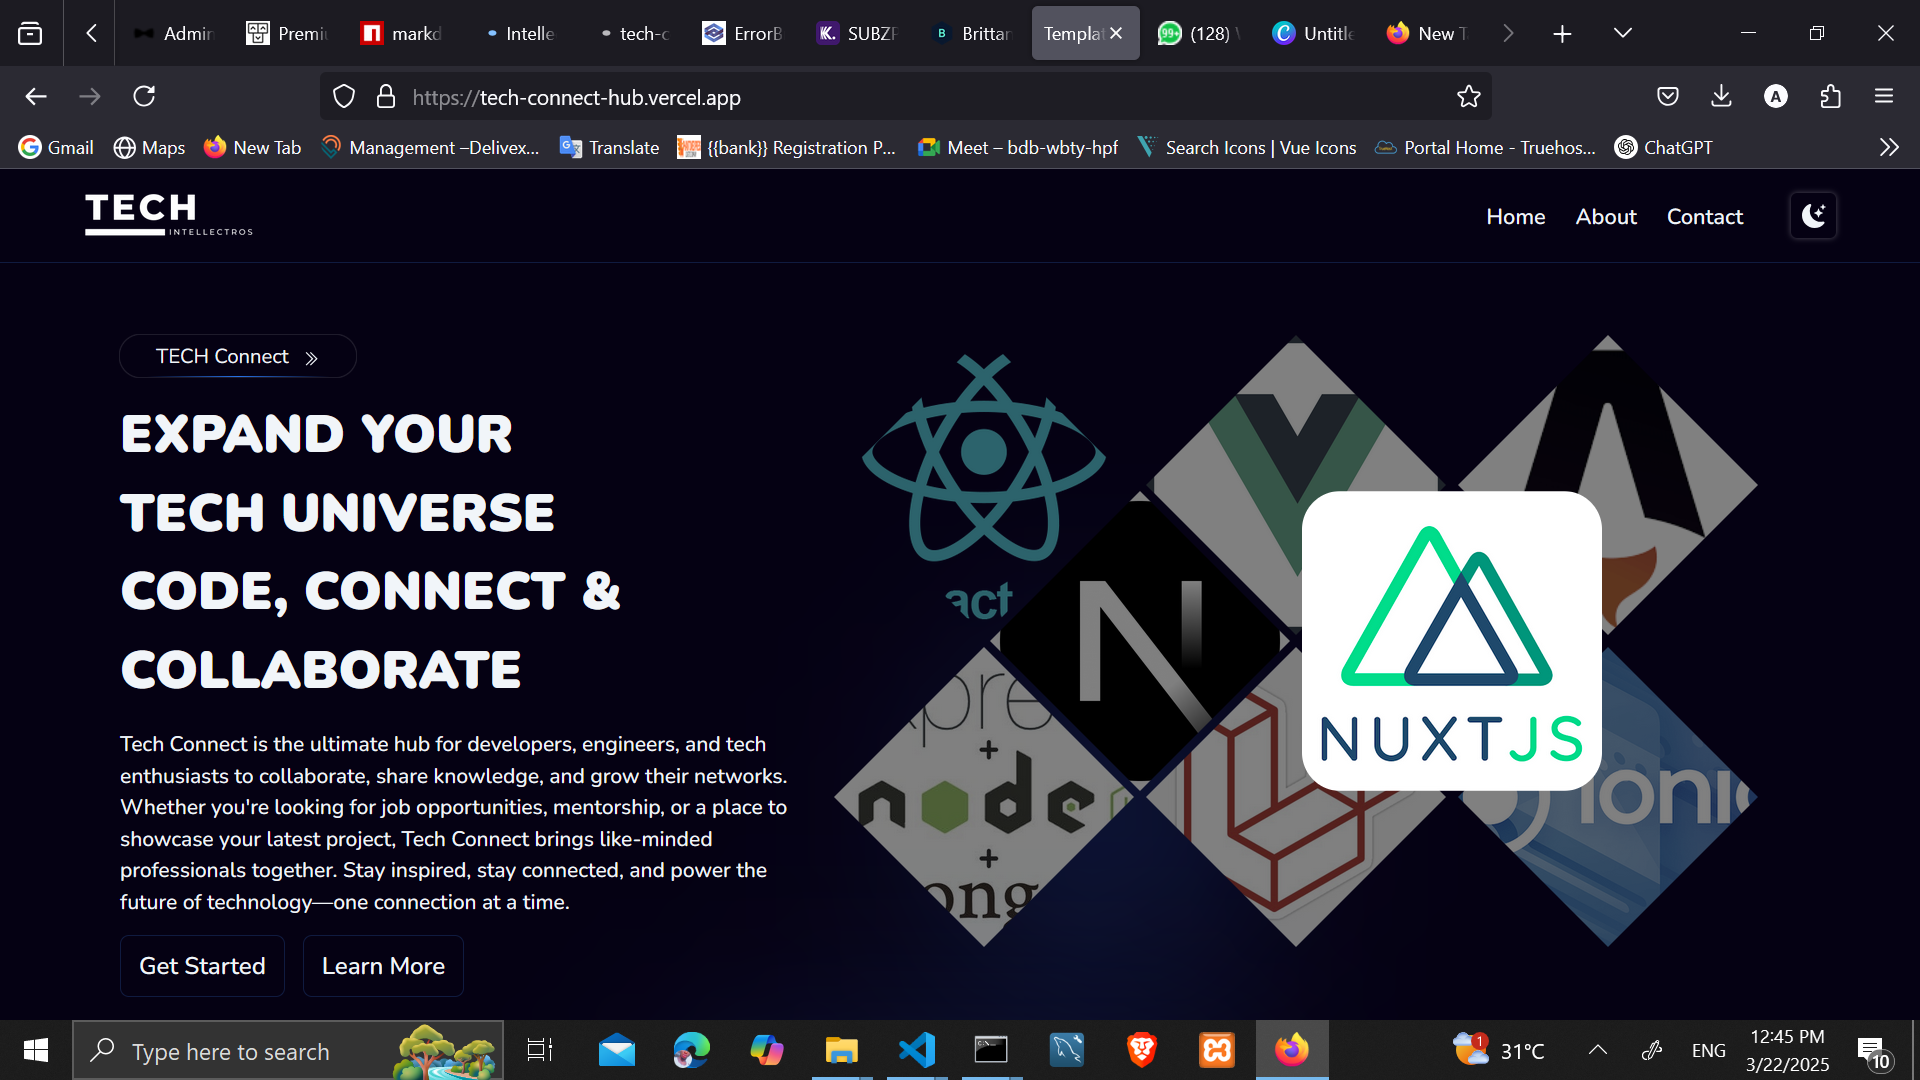 Admin
Premiu
markd
Intelle
tech-c
ErrorB
SUBZF
Brittan
Templat
(128)
Untitle
New T
https://tech-connect-hub.vercel.app
A
Gmail
Maps
New Tab
Management –Delivex...
Translate
{{bank}} Registration P...
Meet – bdb-wbty-hpf
Search Icons | Vue Icons
Portal Home - Truehos...
ChatGPT
TECH
INTELLECTROS
Home
About
Contact
TECH Connect
EXPAND YOUR
TECH UNIVERSE
CODE, CONNECT &
COLLABORATE
Tech Connect is the ultimate hub for developers, engineers, and tech
enthusiasts to collaborate, share knowledge, and grow their networks.
Whether you're looking for job opportunities, mentorship, or a place to
showcase your latest project, Tech Connect brings like-minded
professionals together. Stay inspired, stay connected, and power the
future of technology—one connection at a time.
Get Started
Learn More
act
N
NUXTJS
xpre
+
node
+
ong
ionic
Type here to search
1
31°C
ENG
12:45 PM
3/22/2025
10